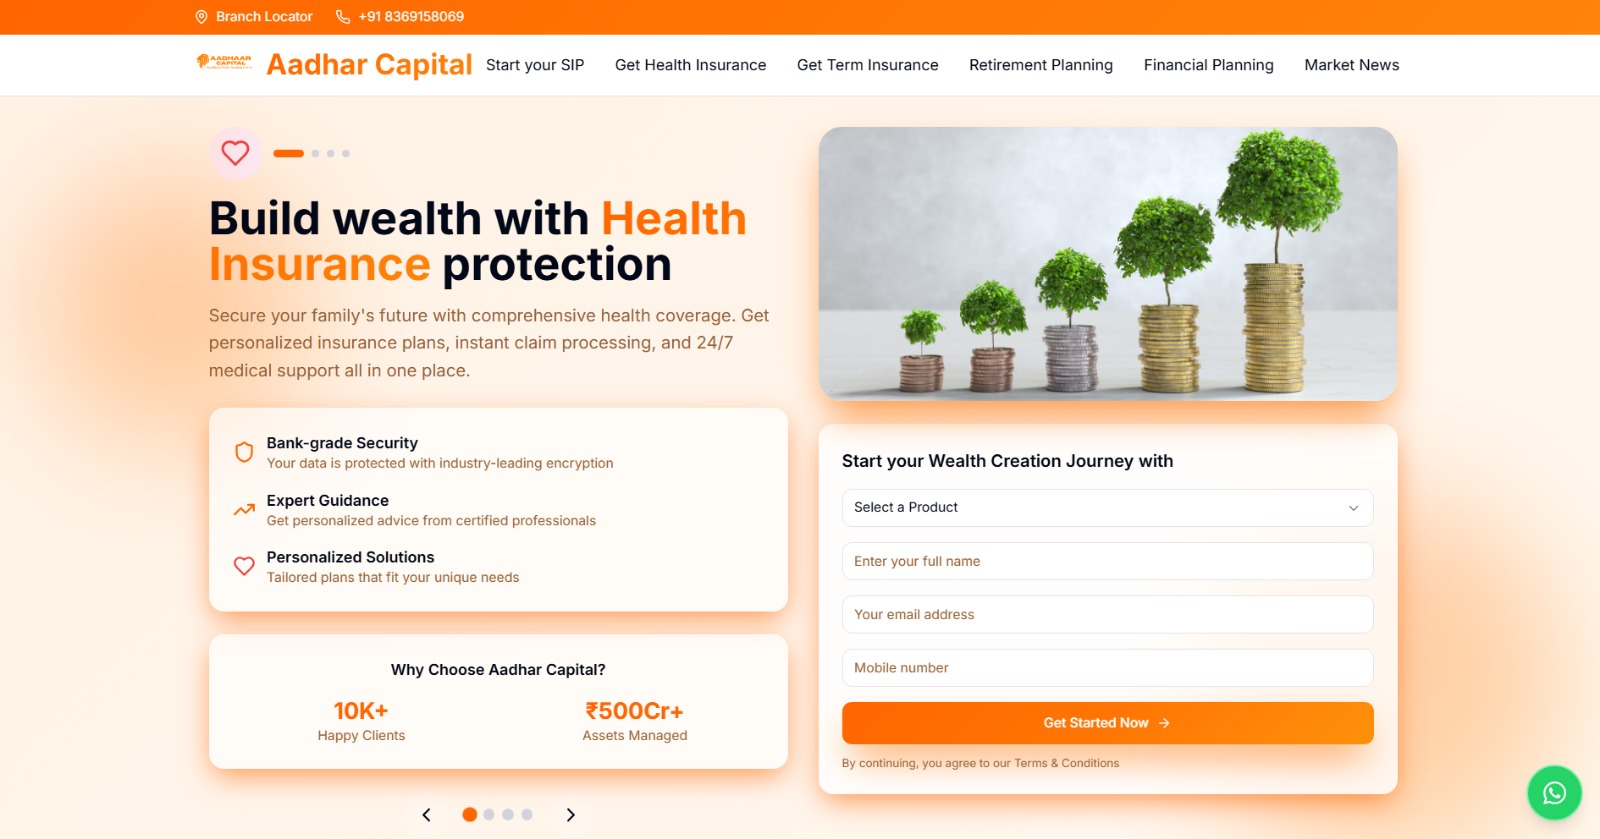 Branch Locator
+91 8369158069
AADHAAR
CAPITAL
Aadhar Capital
Start your SIP
Get Health Insurance
Get Term Insurance
Retirement Planning
Financial Planning
Market News
Build wealth with Health
Insurance protection
Secure your family's future with comprehensive health coverage. Get
personalized insurance plans, instant claim processing, and 24/7
medical support all in one place.
Bank-grade Security
Your data is protected with industry-leading encryption
Expert Guidance
Get personalized advice from certified professionals
Personalized Solutions
Tailored plans that fit your unique needs
Why Choose Aadhar Capital?
10K+
Happy Clients
₹500Cr+
Assets Managed
Start your Wealth Creation Journey with
Select a Product
Enter your full name
Your email address
Mobile number
Get Started Now
By continuing, you agree to our Terms & Conditions